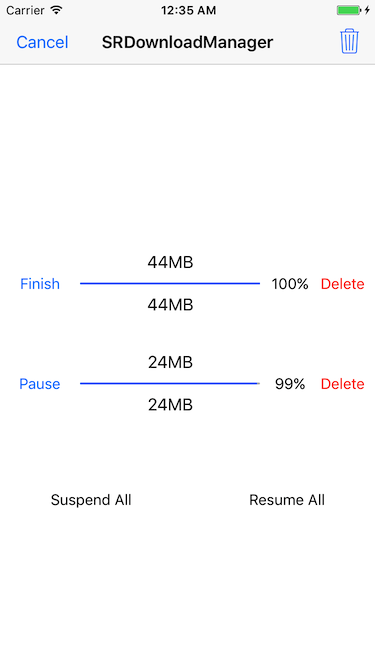 Carrier 12:35 AM
Cancel SRDownloadManager
44MB
Finish 100% Delete
44MB
24MB
Pause 99% Delete
24MB
Suspend All Resume All